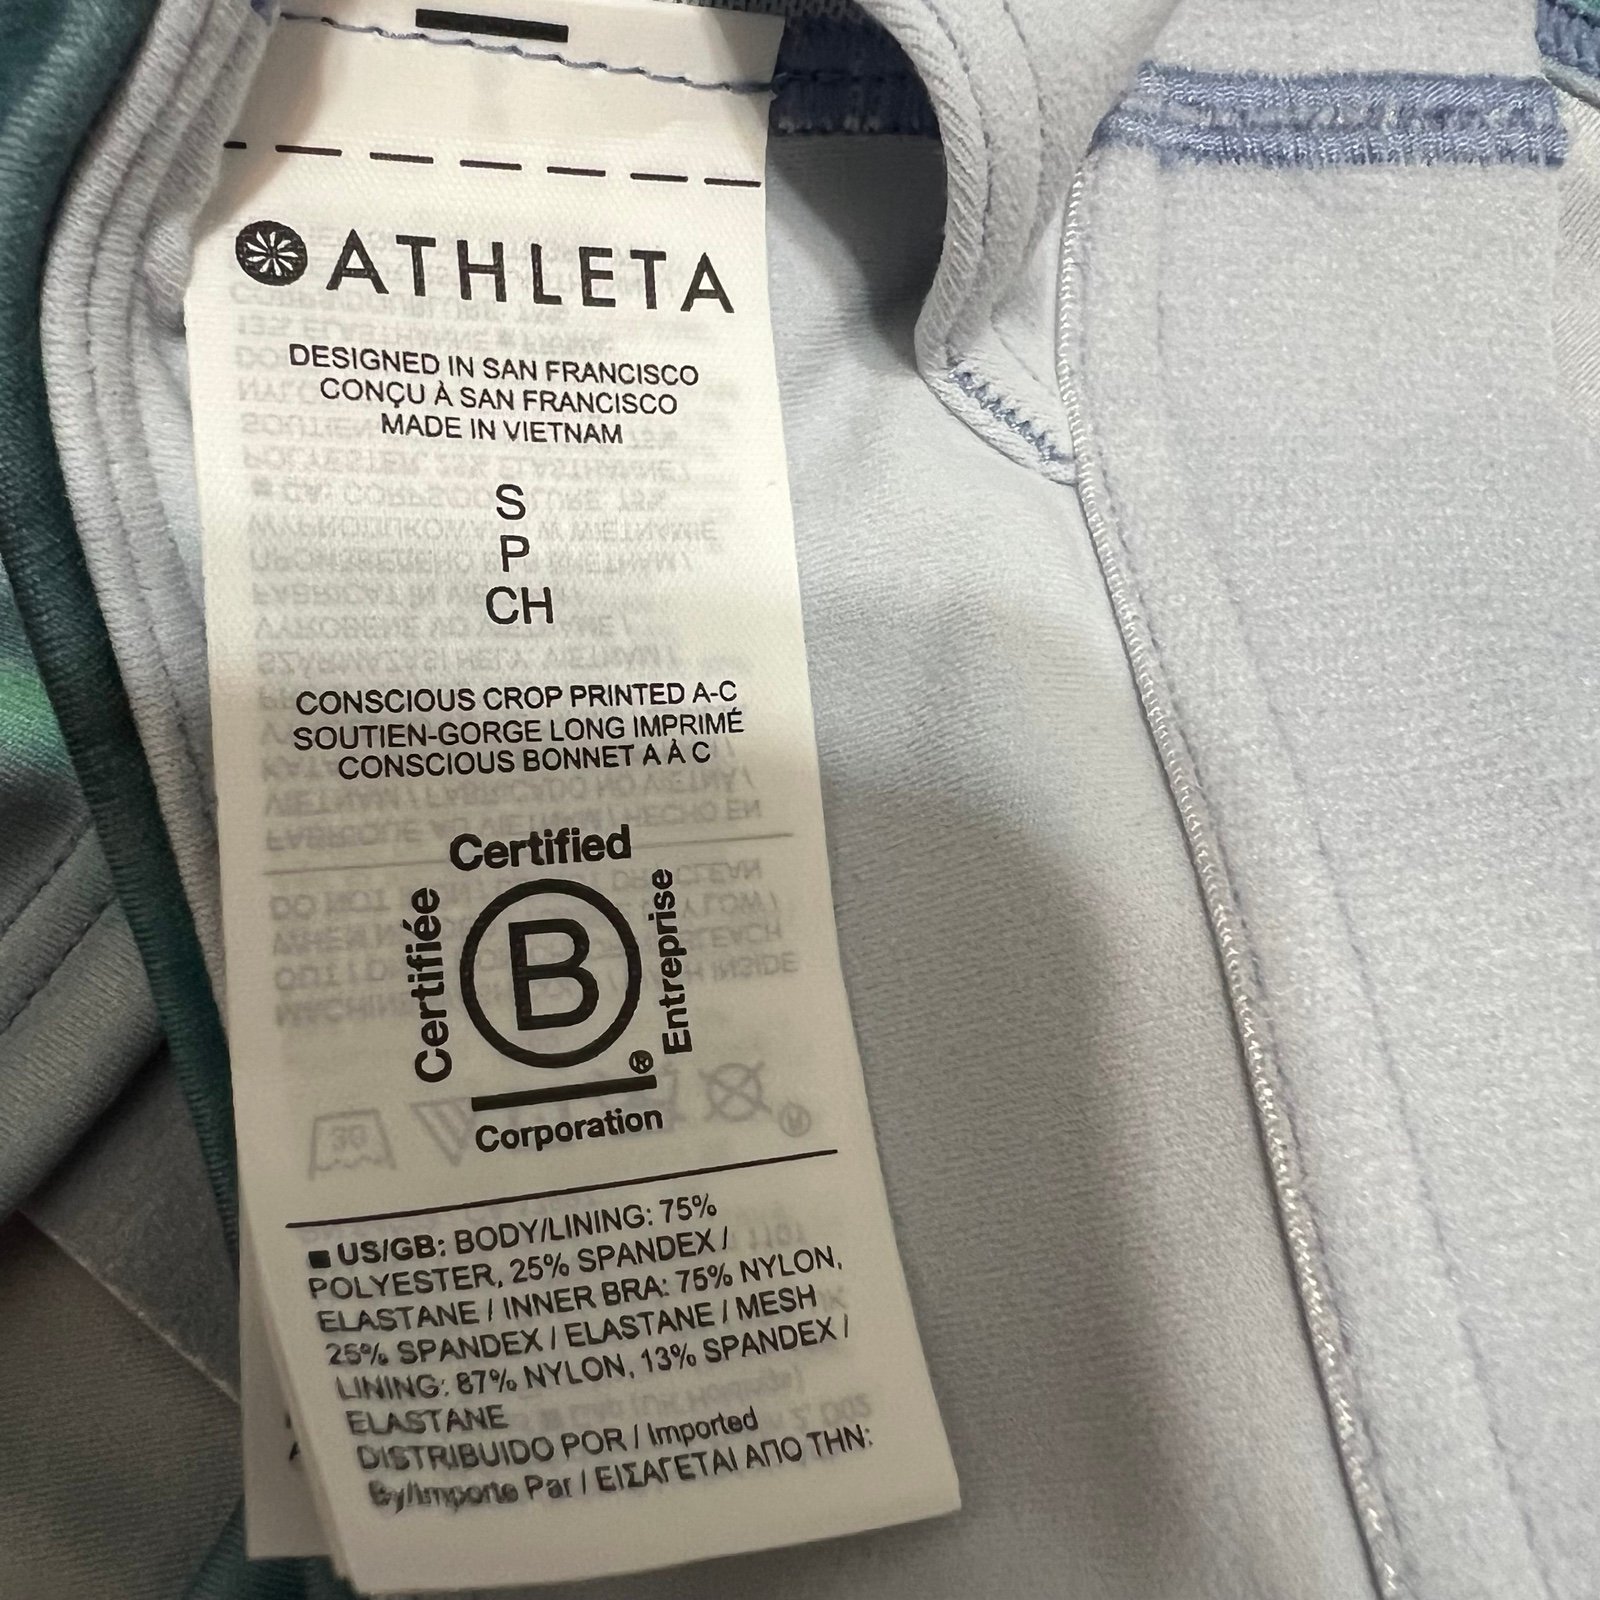 ATHLETA
DESIGNED IN SAN FRANCISCO
CONÇU À SAN FRANCISCO
MADE IN VIETNAM
S
P
CH
CONSCIOUS CROP PRINTED A-C
SOUTIEN-GORGE LONG IMPRIMÉ
CONSCIOUS BONNET A À C
Certified
Certifiée
B
Entreprise
®
Corporation
■ US/GB: BODY/LINING: 75%
POLYESTER, 25% SPANDEX /
ELASTANE / INNER BRA: 75% NYLON,
25% SPANDEX / ELASTANE / MESH
LINING: 87% NYLON, 13% SPANDEX /
ELASTANE
DISTRIBUIDO POR / Imported
By/Importe Par / ΕΙΣΑΓΕΤΑΙ ΑΠΟ ΤΗΝ: